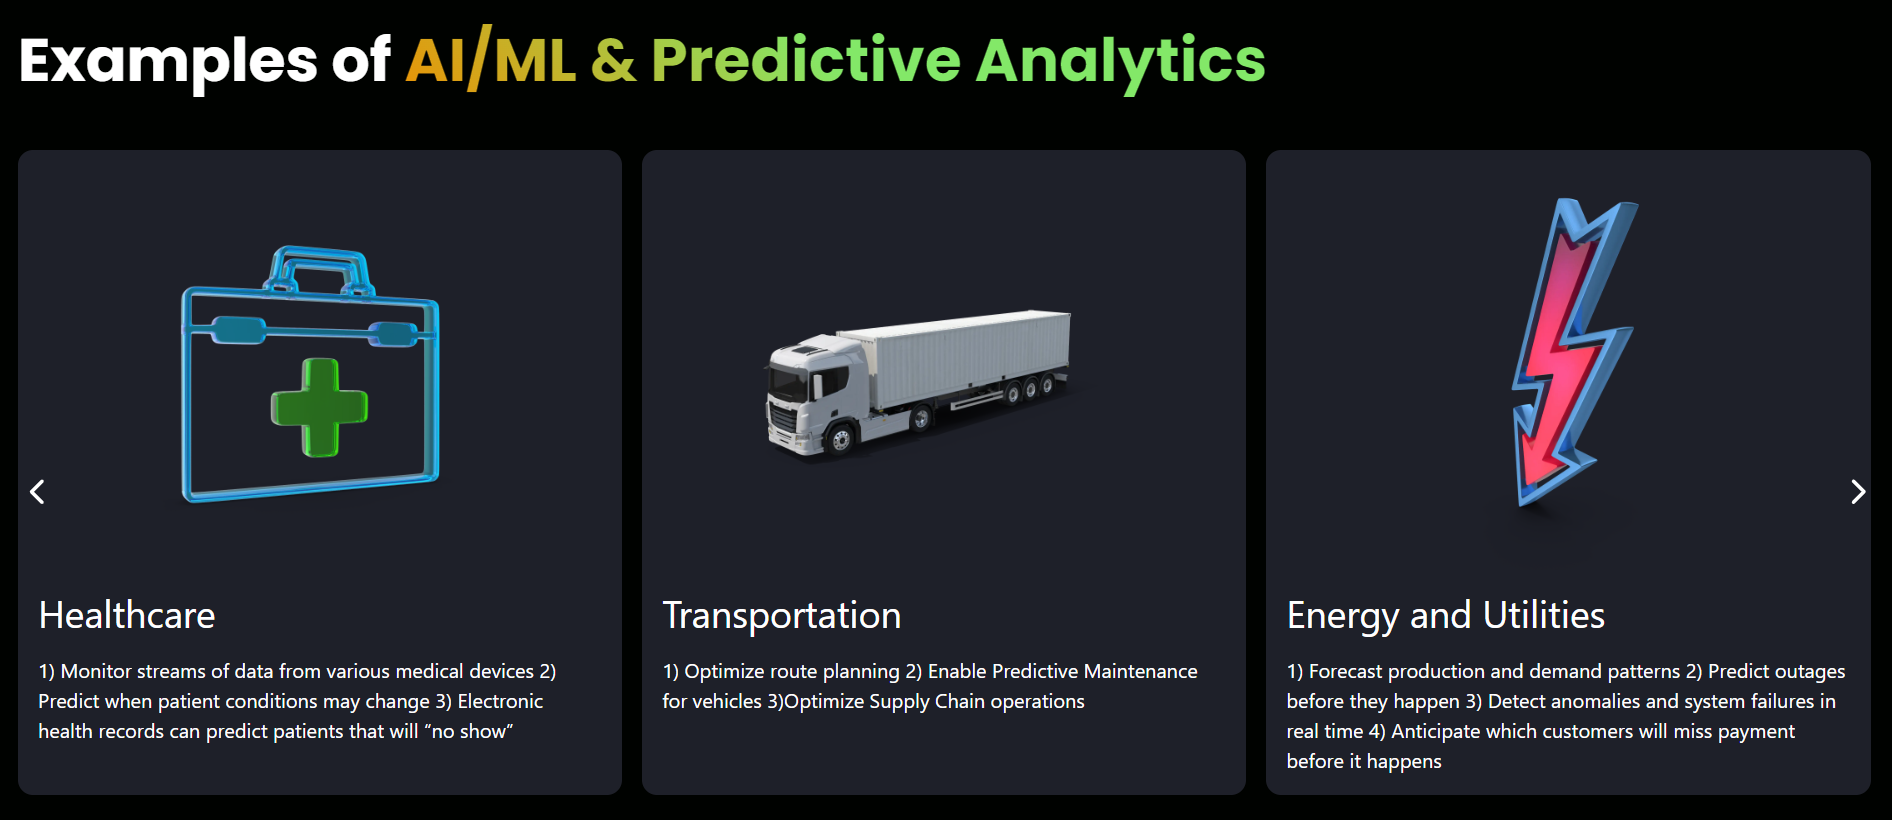 Examples of AI/ML & Predictive Analytics
Healthcare
1) Monitor streams of data from various medical devices 2)
Predict when patient conditions may change 3) Electronic
health records can predict patients that will “no show”
Transportation
1) Optimize route planning 2) Enable Predictive Maintenance
for vehicles 3)Optimize Supply Chain operations
Energy and Utilities
1) Forecast production and demand patterns 2) Predict outages
before they happen 3) Detect anomalies and system failures in
real time 4) Anticipate which customers will miss payment
before it happens